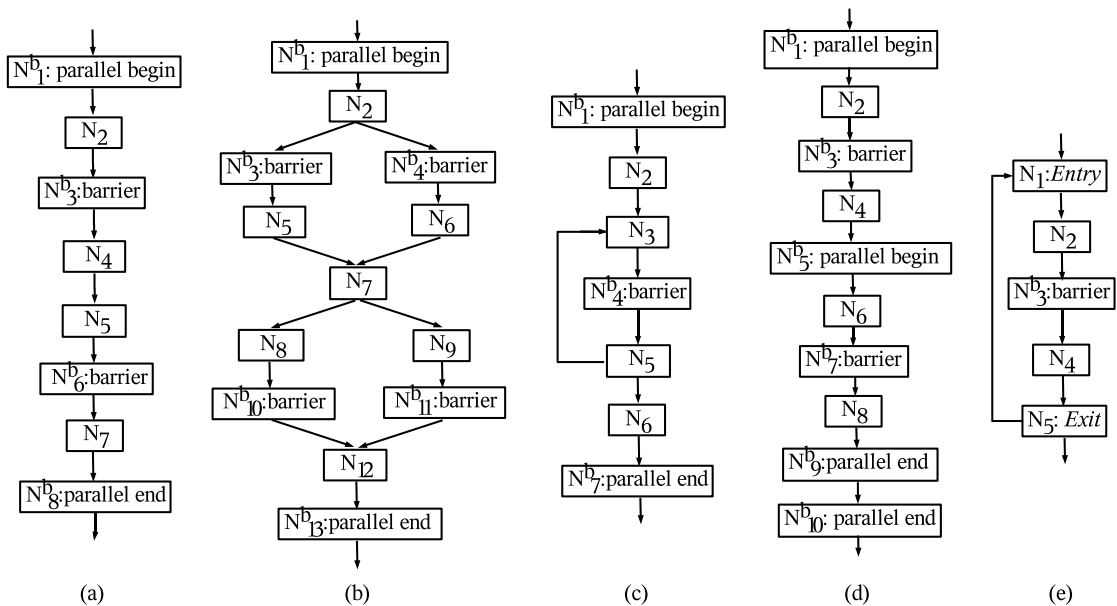 N^b_1: parallel begin
N_2
N^b_3:barrier
N_4
N_5
N^b_6:barrier
N_7
N^b_8:parallel end
(a)
N^b_1: parallel begin
N_2
N^b_3:barrier
N^b_4:barrier
N_5
N_6
N_7
N_8
N_9
N^b_10:barrier
N^b_11:barrier
N_12
N^b_13:parallel end
(b)
N^b_1: parallel begin
N_2
N_3
N^b_4:barrier
N_5
N_6
N^b_7:parallel end
(c)
N^b_1: parallel begin
N_2
N^b_3: barrier
N_4
N^b_5: parallel begin
N_6
N^b_7:barrier
N_8
N^b_9:parallel end
N^b_10: parallel end
(d)
N_1:Entry
N_2
N^b_3:barrier
N_4
N_5: Exit
(e)